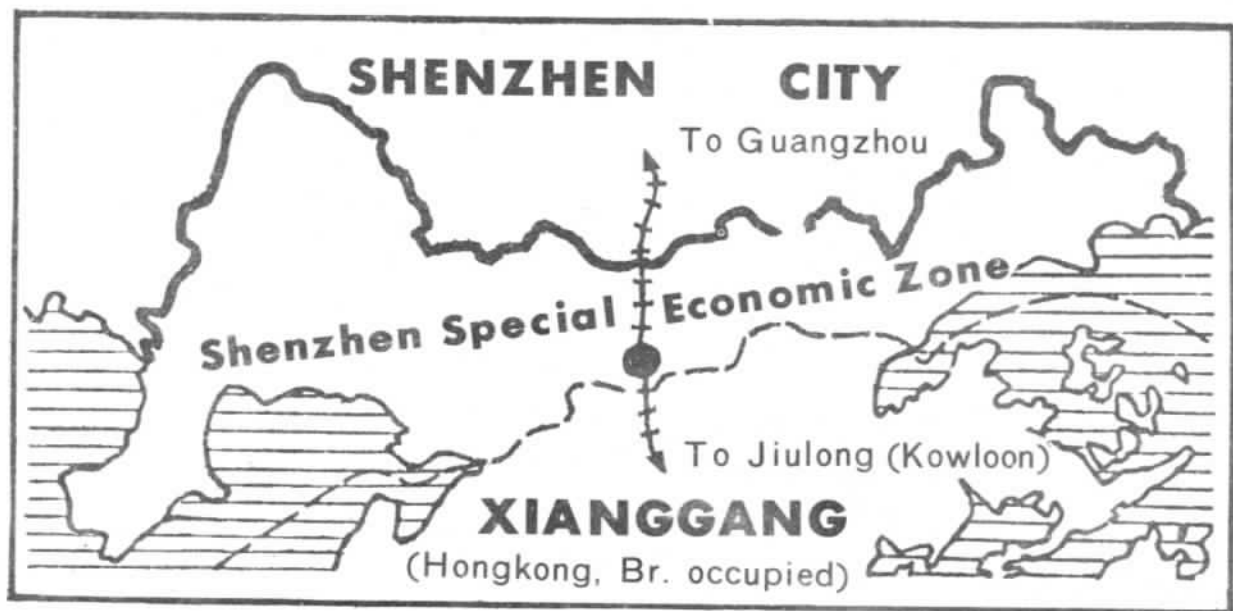 SHENZHEN CITY
To Guangzhou
Shenzhen Special Economic Zone
To Jiulong (Kowloon)
XIANGGANG
(Hongkong, Br. occupied)